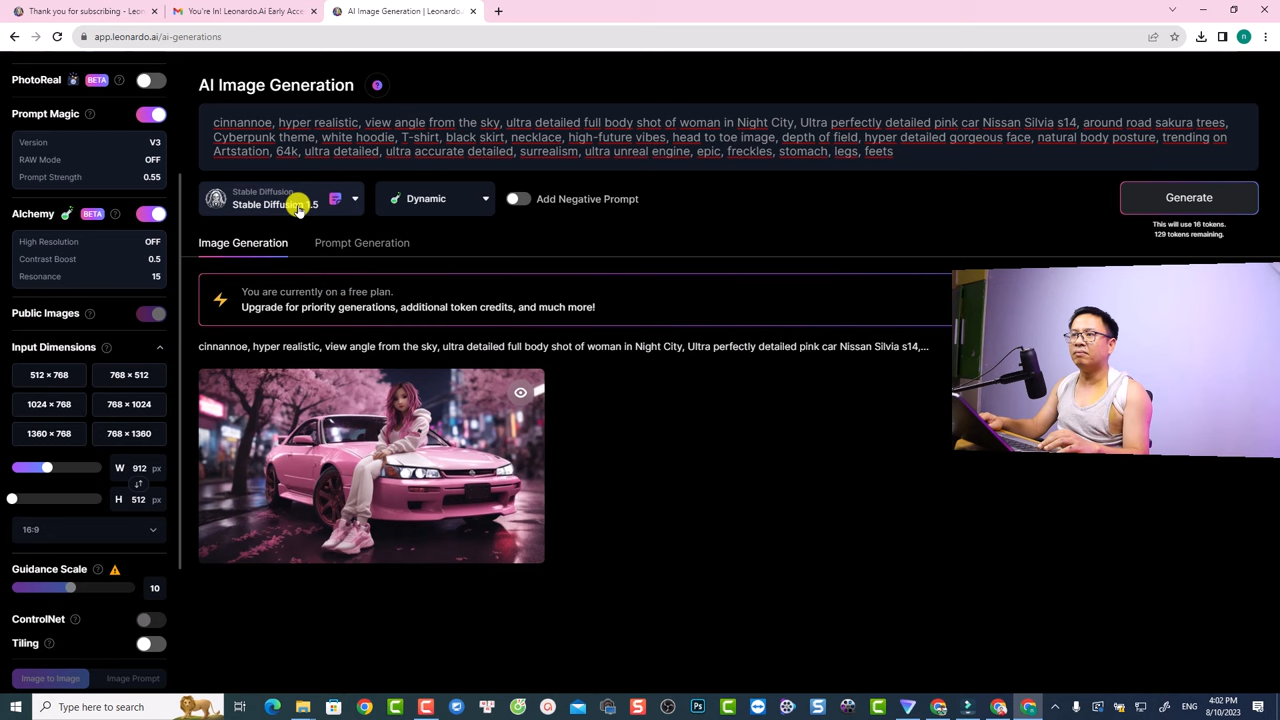 Thank you for subscribing - Leon
You're In! Leonardo.Ai Early Acces
AI Image Generation | Leonardo.
app.leonardo.ai/ai-generations
PhotoReal BETA
Prompt Magic
Version V3
RAW Mode OFF
Prompt Strength 0.55
Alchemy BETA
High Resolution OFF
Contrast Boost 0.5
Resonance 15
Public Images
Input Dimensions
512 × 768 768 × 512
1024 × 768 768 × 1024
1360 × 768 768 × 1360
W 912 px
H 512 px
16:9
Guidance Scale
10
ControlNet
Tiling
Image to Image Image Prompt
AI Image Generation
cinnannoe, hyper realistic, view angle from the sky, ultra detailed full body shot of woman in Night City, Ultra perfectly detailed pink car Nissan Silvia s14, around road sakura trees,
Cyberpunk theme, white hoodie, T-shirt, black skirt, necklace, high-future vibes, head to toe image, depth of field, hyper detailed gorgeous face, natural body posture, trending on
Artstation, 64k, ultra detailed, ultra accurate detailed, surrealism, ultra unreal engine, epic, freckles, stomach, legs, feets
Stable Diffusion
Stable Diffusion 1.5
Dynamic
Add Negative Prompt
Generate
This will use 16 tokens.
129 tokens remaining.
Image Generation Prompt Generation
You are currently on a free plan.
Upgrade for priority generations, additional token credits, and much more!
cinnannoe, hyper realistic, view angle from the sky, ultra detailed full body shot of woman in Night City, Ultra perfectly detailed pink car Nissan Silvia s14,...
Type here to search
ENG
4:02 PM
8/10/2023